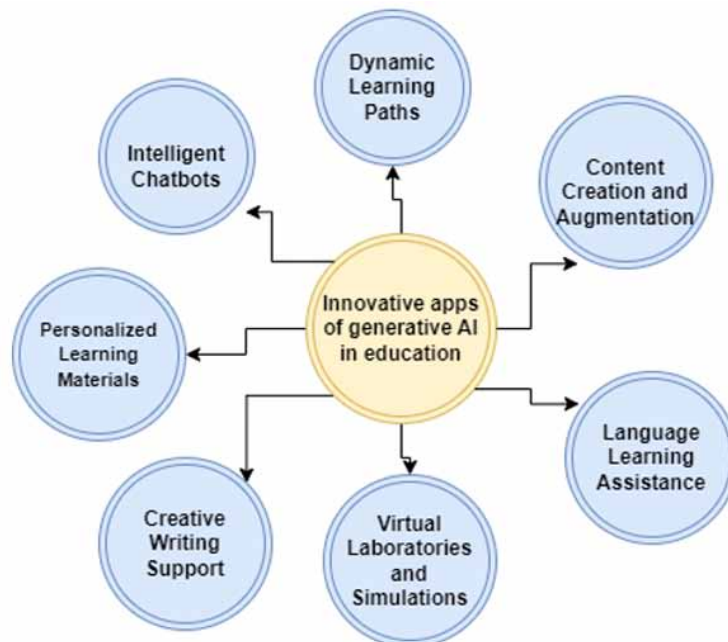 Dynamic
Learning
Paths
Intelligent
Chatbots
Content
Creation and
Augmentation
Innovative apps
of generative AI
in education
Personalized
Learning
Materials
Language
Learning
Assistance
Creative
Writing
Support
Virtual
Laboratories
and
Simulations